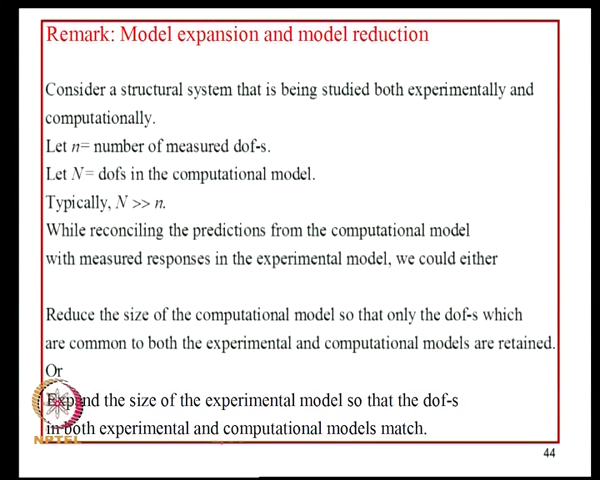 Remark: Model expansion and model reduction
Consider a structural system that is being studied both experimentally and
computationally.
Let n= number of measured dof-s.
Let N= dofs in the computational model.
Typically, N >> n.
While reconciling the predictions from the computational model
with measured responses in the experimental model, we could either
Reduce the size of the computational model so that only the dof-s which
are common to both the experimental and computational models are retained.
Or
Expand the size of the experimental model so that the dof-s
in both experimental and computational models match.
NPTEL
44